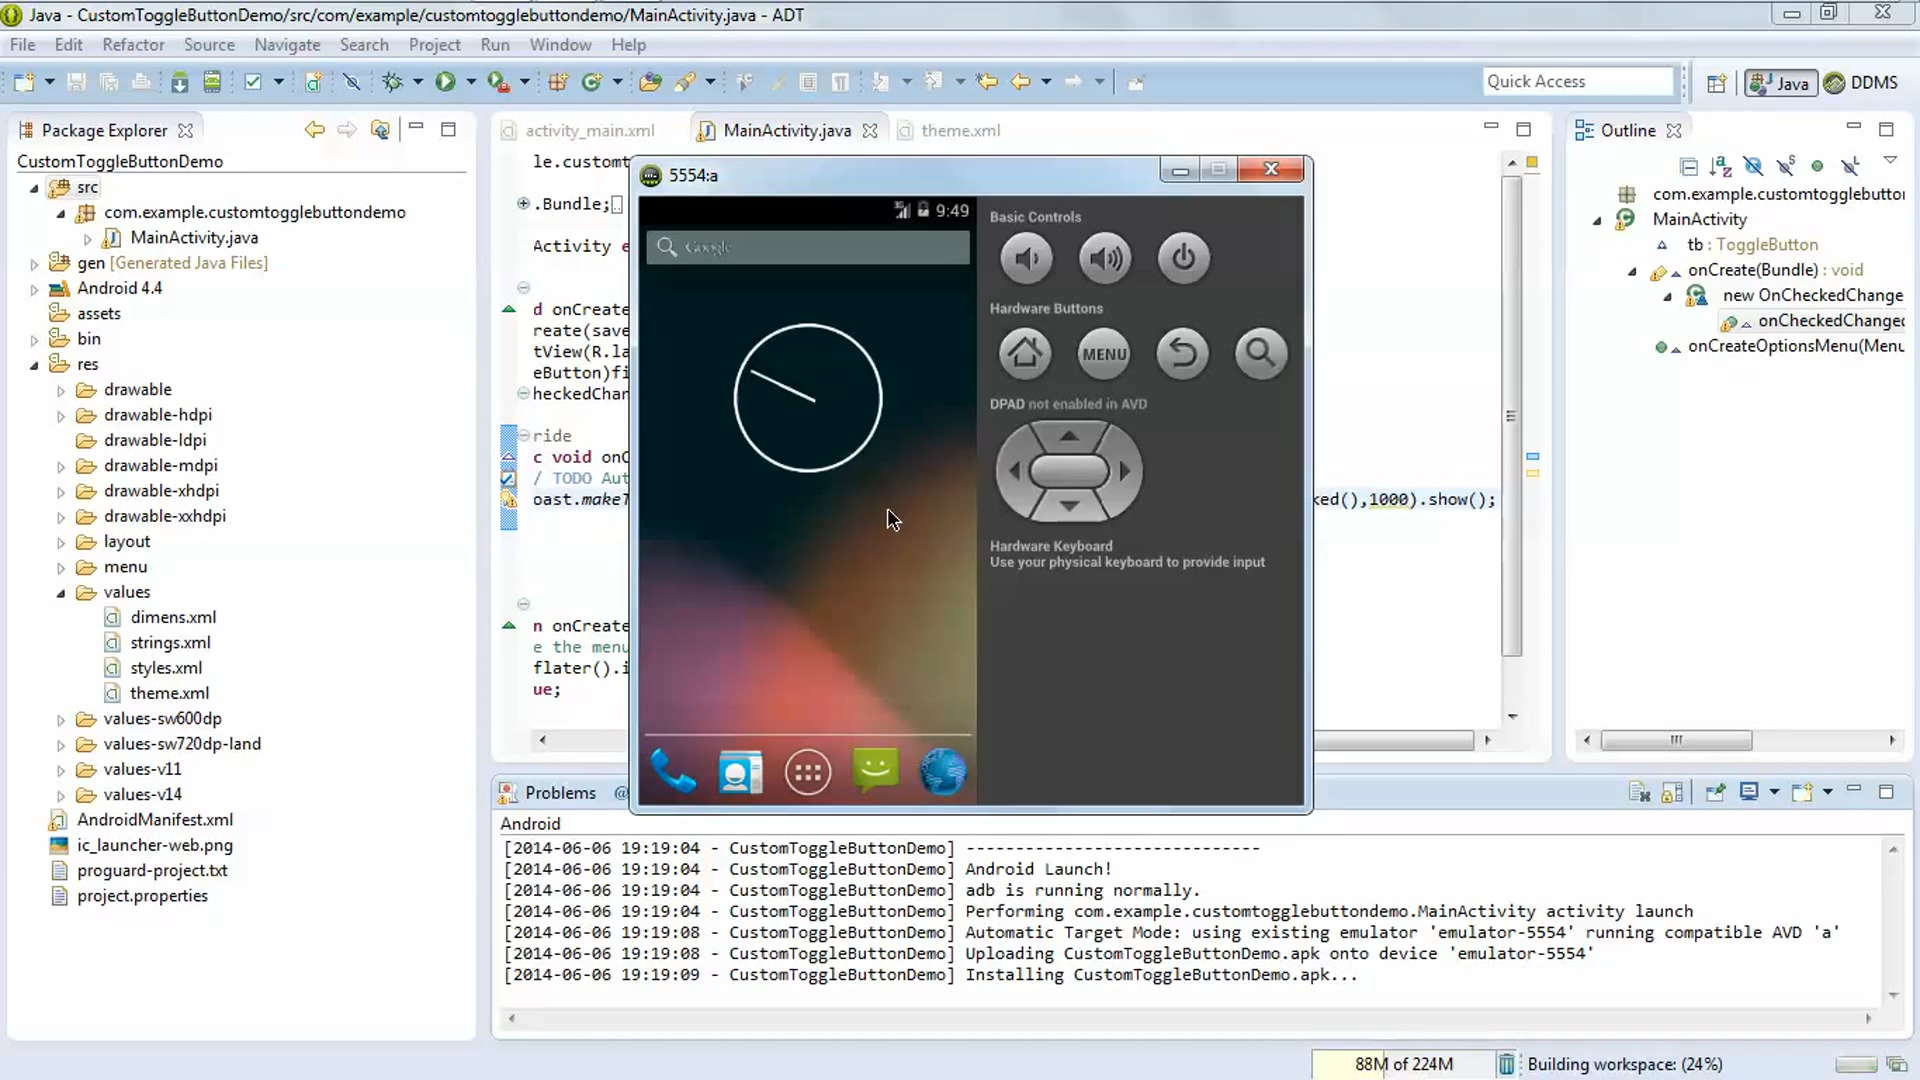 Java - CustomToggleButtonDemo/src/com/example/customtogglebuttondemo/MainActivity.java - ADT
File Edit Refactor Source Navigate Search Project Run Window Help
Quick Access
Java
DDMS
Package Explorer
CustomToggleButtonDemo
src
com.example.customtogglebuttondemo
MainActivity.java
gen [Generated Java Files]
Android 4.4
assets
bin
res
drawable
drawable-hdpi
drawable-ldpi
drawable-mdpi
drawable-xhdpi
drawable-xxhdpi
layout
menu
values
dimens.xml
strings.xml
styles.xml
theme.xml
values-sw600dp
values-sw720dp-land
values-v11
values-v14
AndroidManifest.xml
ic_launcher-web.png
proguard-project.txt
project.properties
activity_main.xml
MainActivity.java
theme.xml
le.customt
.Bundle;
Activity e
d onCreate
reate(save
tView(R.la
eButton)fi
heckedChan
ride
c void onC
/ TODO Aut
oast.makeT
ked(),1000).show();
n onCreate
e the menu
flater().i
ue;
5554:a
3G
9:49
Google
Basic Controls
Hardware Buttons
MENU
DPAD not enabled in AVD
Hardware Keyboard
Use your physical keyboard to provide input
Outline
com.example.customtogglebutto
MainActivity
tb : ToggleButton
onCreate(Bundle) : void
new OnCheckedChange
onCheckedChanged
onCreateOptionsMenu(Menu
Problems
@
Android
[2014-06-06 19:19:04 - CustomToggleButtonDemo] ------------------------------
[2014-06-06 19:19:04 - CustomToggleButtonDemo] Android Launch!
[2014-06-06 19:19:04 - CustomToggleButtonDemo] adb is running normally.
[2014-06-06 19:19:04 - CustomToggleButtonDemo] Performing com.example.customtogglebuttondemo.MainActivity activity launch
[2014-06-06 19:19:08 - CustomToggleButtonDemo] Automatic Target Mode: using existing emulator 'emulator-5554' running compatible AVD 'a'
[2014-06-06 19:19:08 - CustomToggleButtonDemo] Uploading CustomToggleButtonDemo.apk onto device 'emulator-5554'
[2014-06-06 19:19:09 - CustomToggleButtonDemo] Installing CustomToggleButtonDemo.apk...
88M of 224M
Building workspace: (24%)